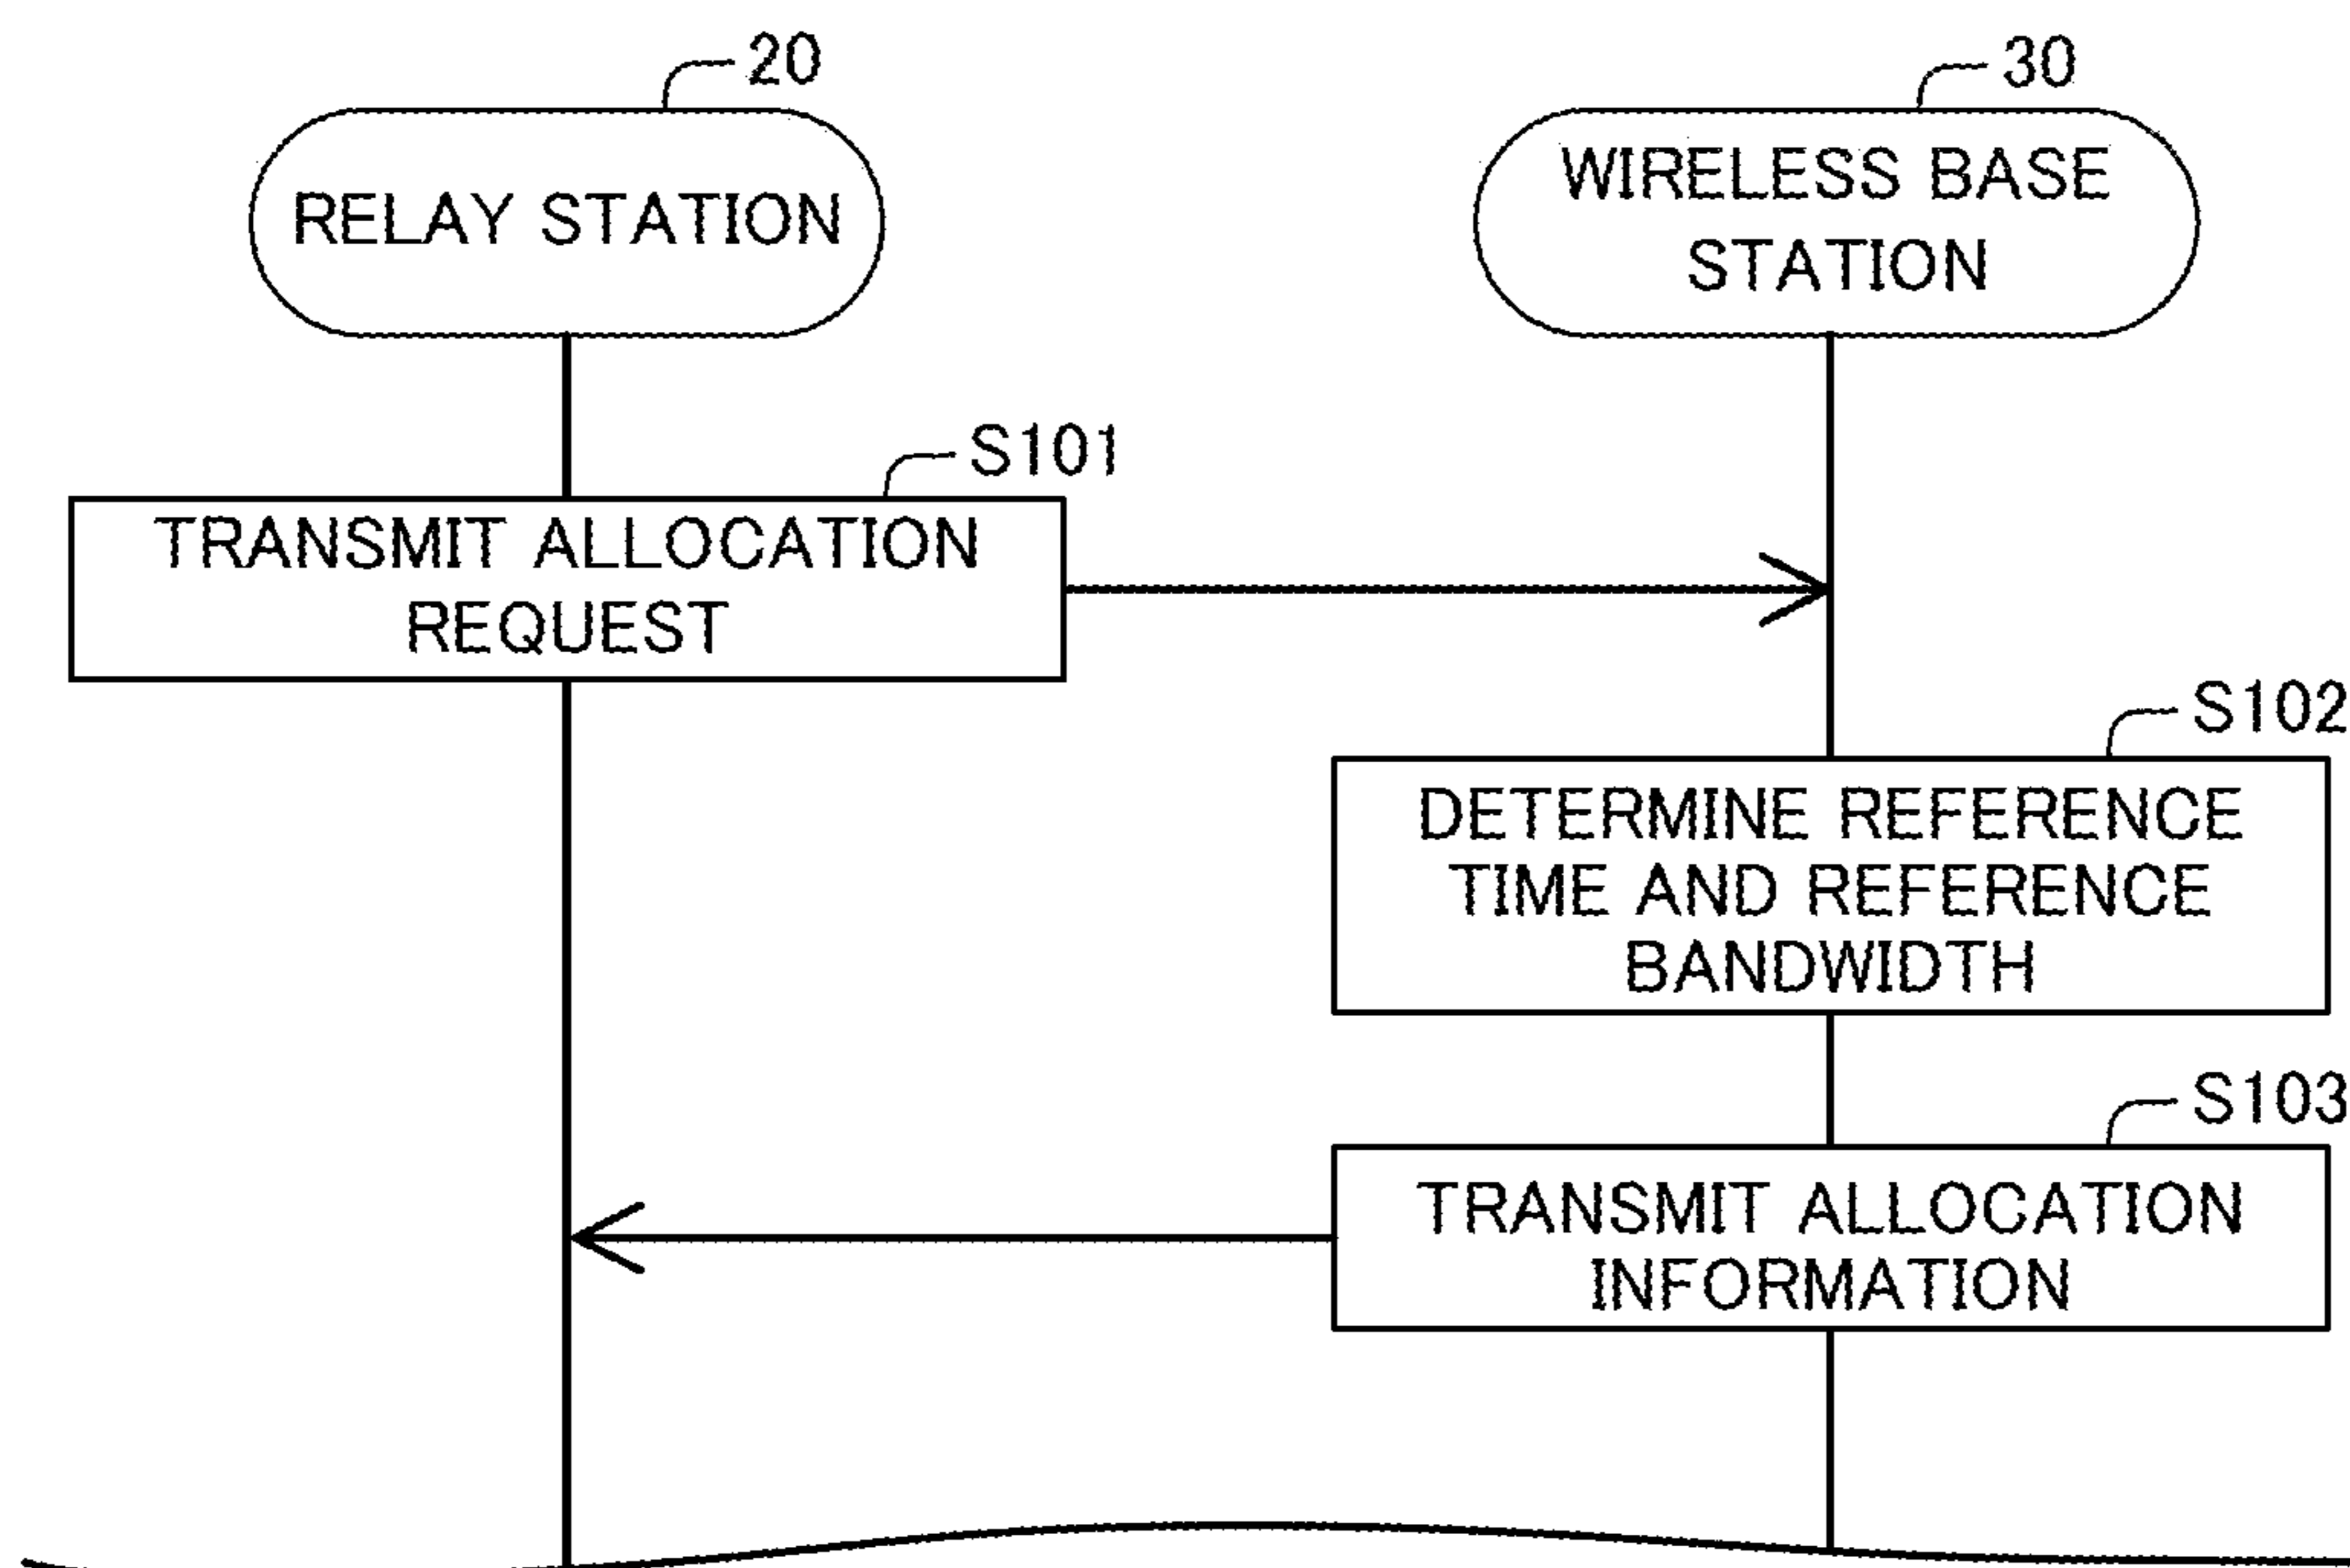 20
30
RELAY STATION
WIRELESS BASE
STATION
S101
TRANSMIT ALLOCATION
REQUEST
S102
DETERMINE REFERENCE
TIME AND REFERENCE
BANDWIDTH
S103
TRANSMIT ALLOCATION
INFORMATION